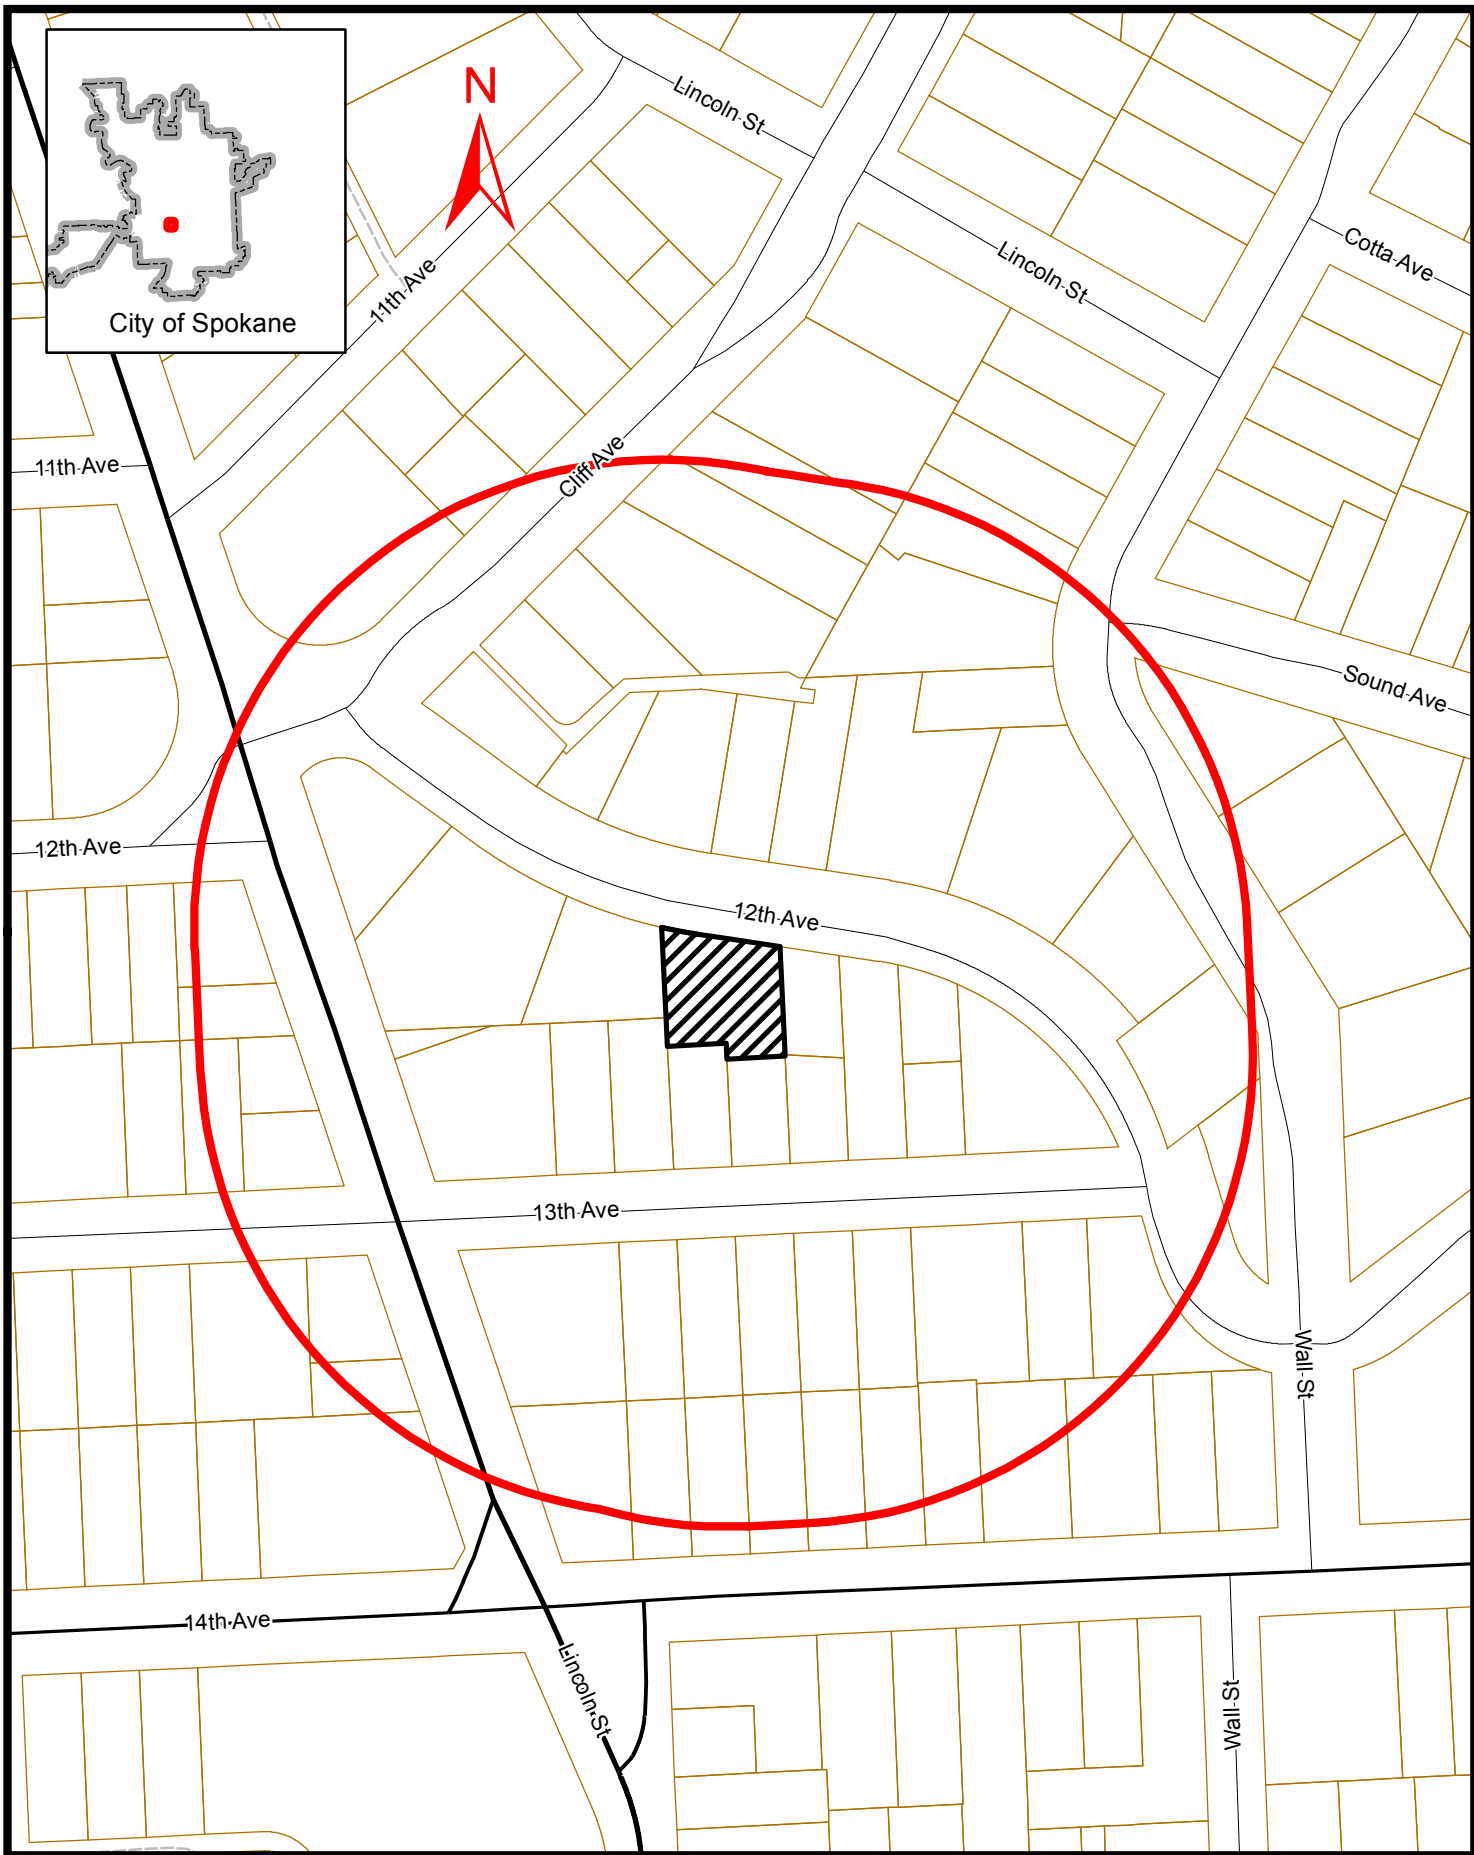 Lincoln St
N
Lincoln St
Cotta Ave
11th Ave
City of Spokane
11th Ave
Cliff Ave
Sound Ave
12th Ave
12th Ave
13th Ave
Wall St
14th Ave
Lincoln St
Wall St